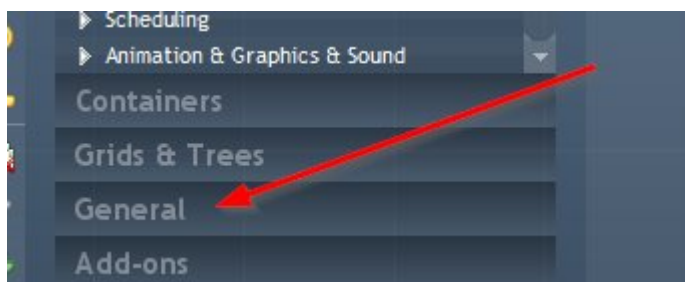 Scheduling
Animation & Graphics & Sound
Containers
Grids & Trees
General
Add-ons